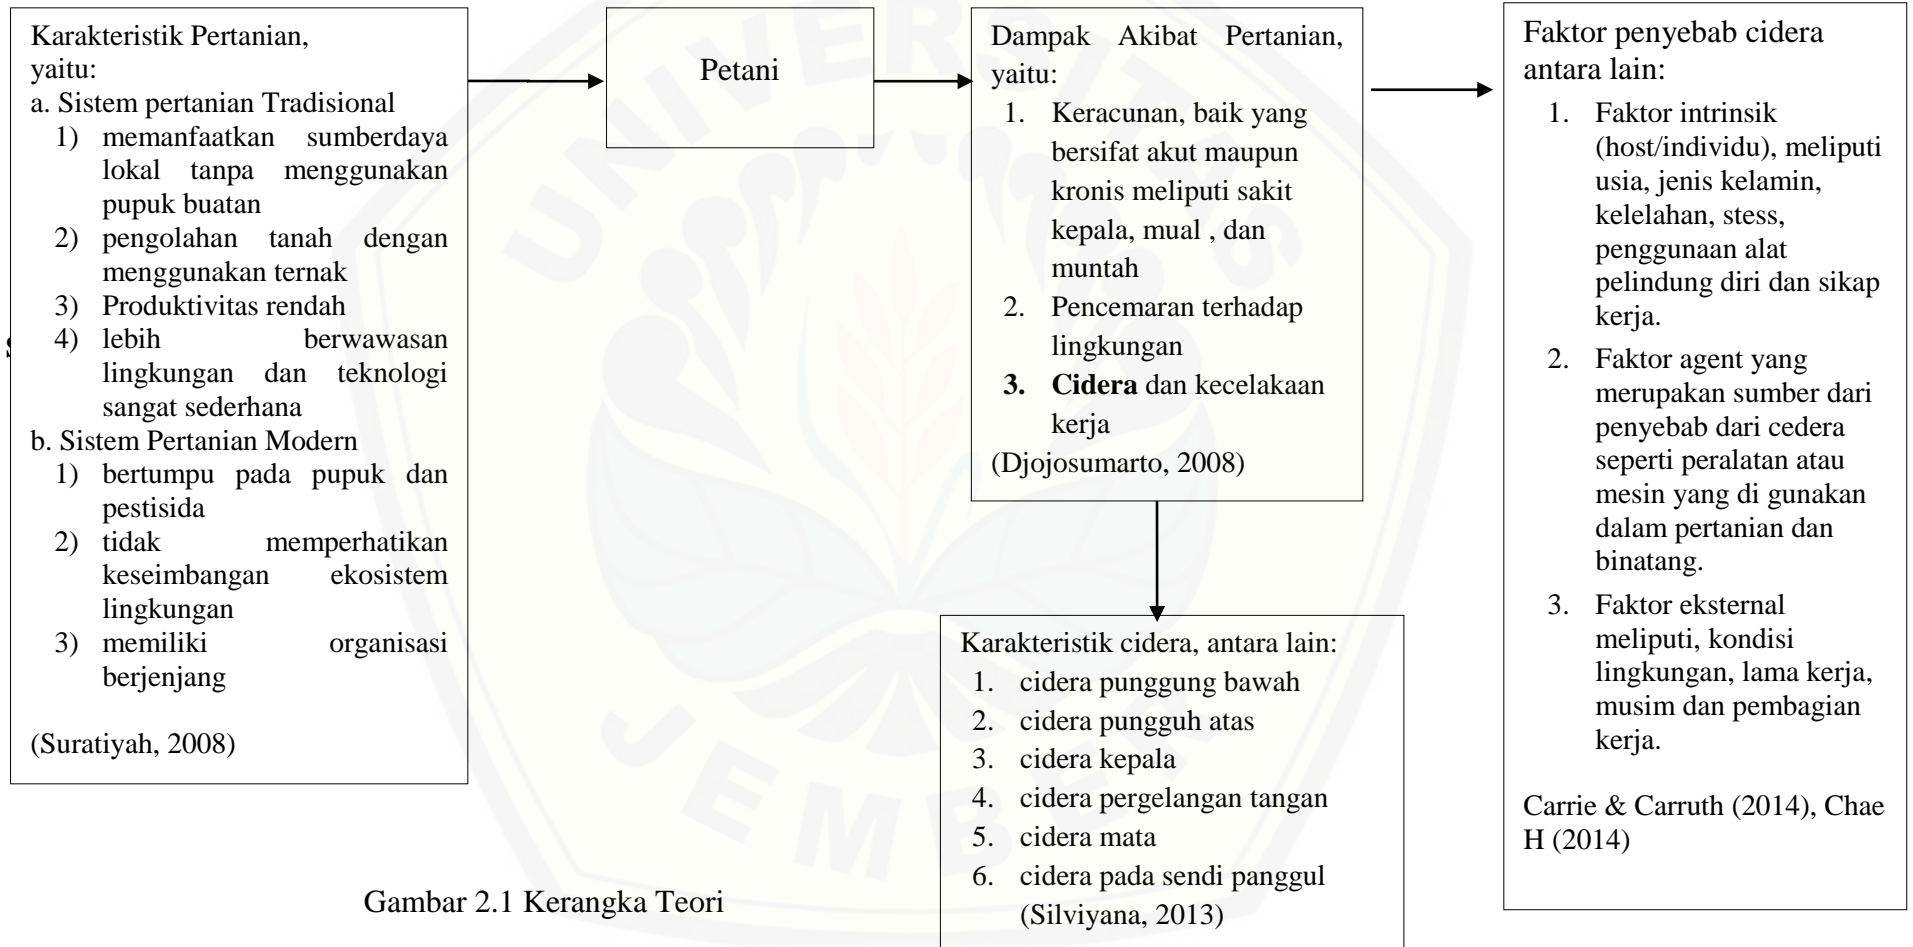 Karakteristik Pertanian,
yaitu:
a. Sistem pertanian Tradisional
1) memanfaatkan sumberdaya
lokal tanpa menggunakan
pupuk buatan
2) pengolahan tanah dengan
menggunakan ternak
3) Produktivitas rendah
4) lebih berwawasan
lingkungan dan teknologi
sangat sederhana
b. Sistem Pertanian Modern
1) bertumpu pada pupuk dan
pestisida
2) tidak memperhatikan
keseimbangan ekosistem
lingkungan
3) memiliki organisasi
berjenjang
(Suratiyah, 2008)
Petani
Dampak Akibat Pertanian,
yaitu:
1. Keracunan, baik yang
bersifat akut maupun
kronis meliputi sakit
kepala, mual , dan
muntah
2. Pencemaran terhadap
lingkungan
3. Cidera dan kecelakaan
kerja
(Djojosumarto, 2008)
Karakteristik cidera, antara lain:
1. cidera punggung bawah
2. cidera pungguh atas
3. cidera kepala
4. cidera pergelangan tangan
5. cidera mata
6. cidera pada sendi panggul
(Silviyana, 2013)
Faktor penyebab cidera
antara lain:
1. Faktor intrinsik
(host/individu), meliputi
usia, jenis kelamin,
kelelahan, stess,
penggunaan alat
pelindung diri dan sikap
kerja.
2. Faktor agent yang
merupakan sumber dari
penyebab dari cedera
seperti peralatan atau
mesin yang di gunakan
dalam pertanian dan
binatang.
3. Faktor eksternal
meliputi, kondisi
lingkungan, lama kerja,
musim dan pembagian
kerja.
Carrie & Carruth (2014), Chae
H (2014)
Gambar 2.1 Kerangka Teori
UNIVERSITAS
JEMBER